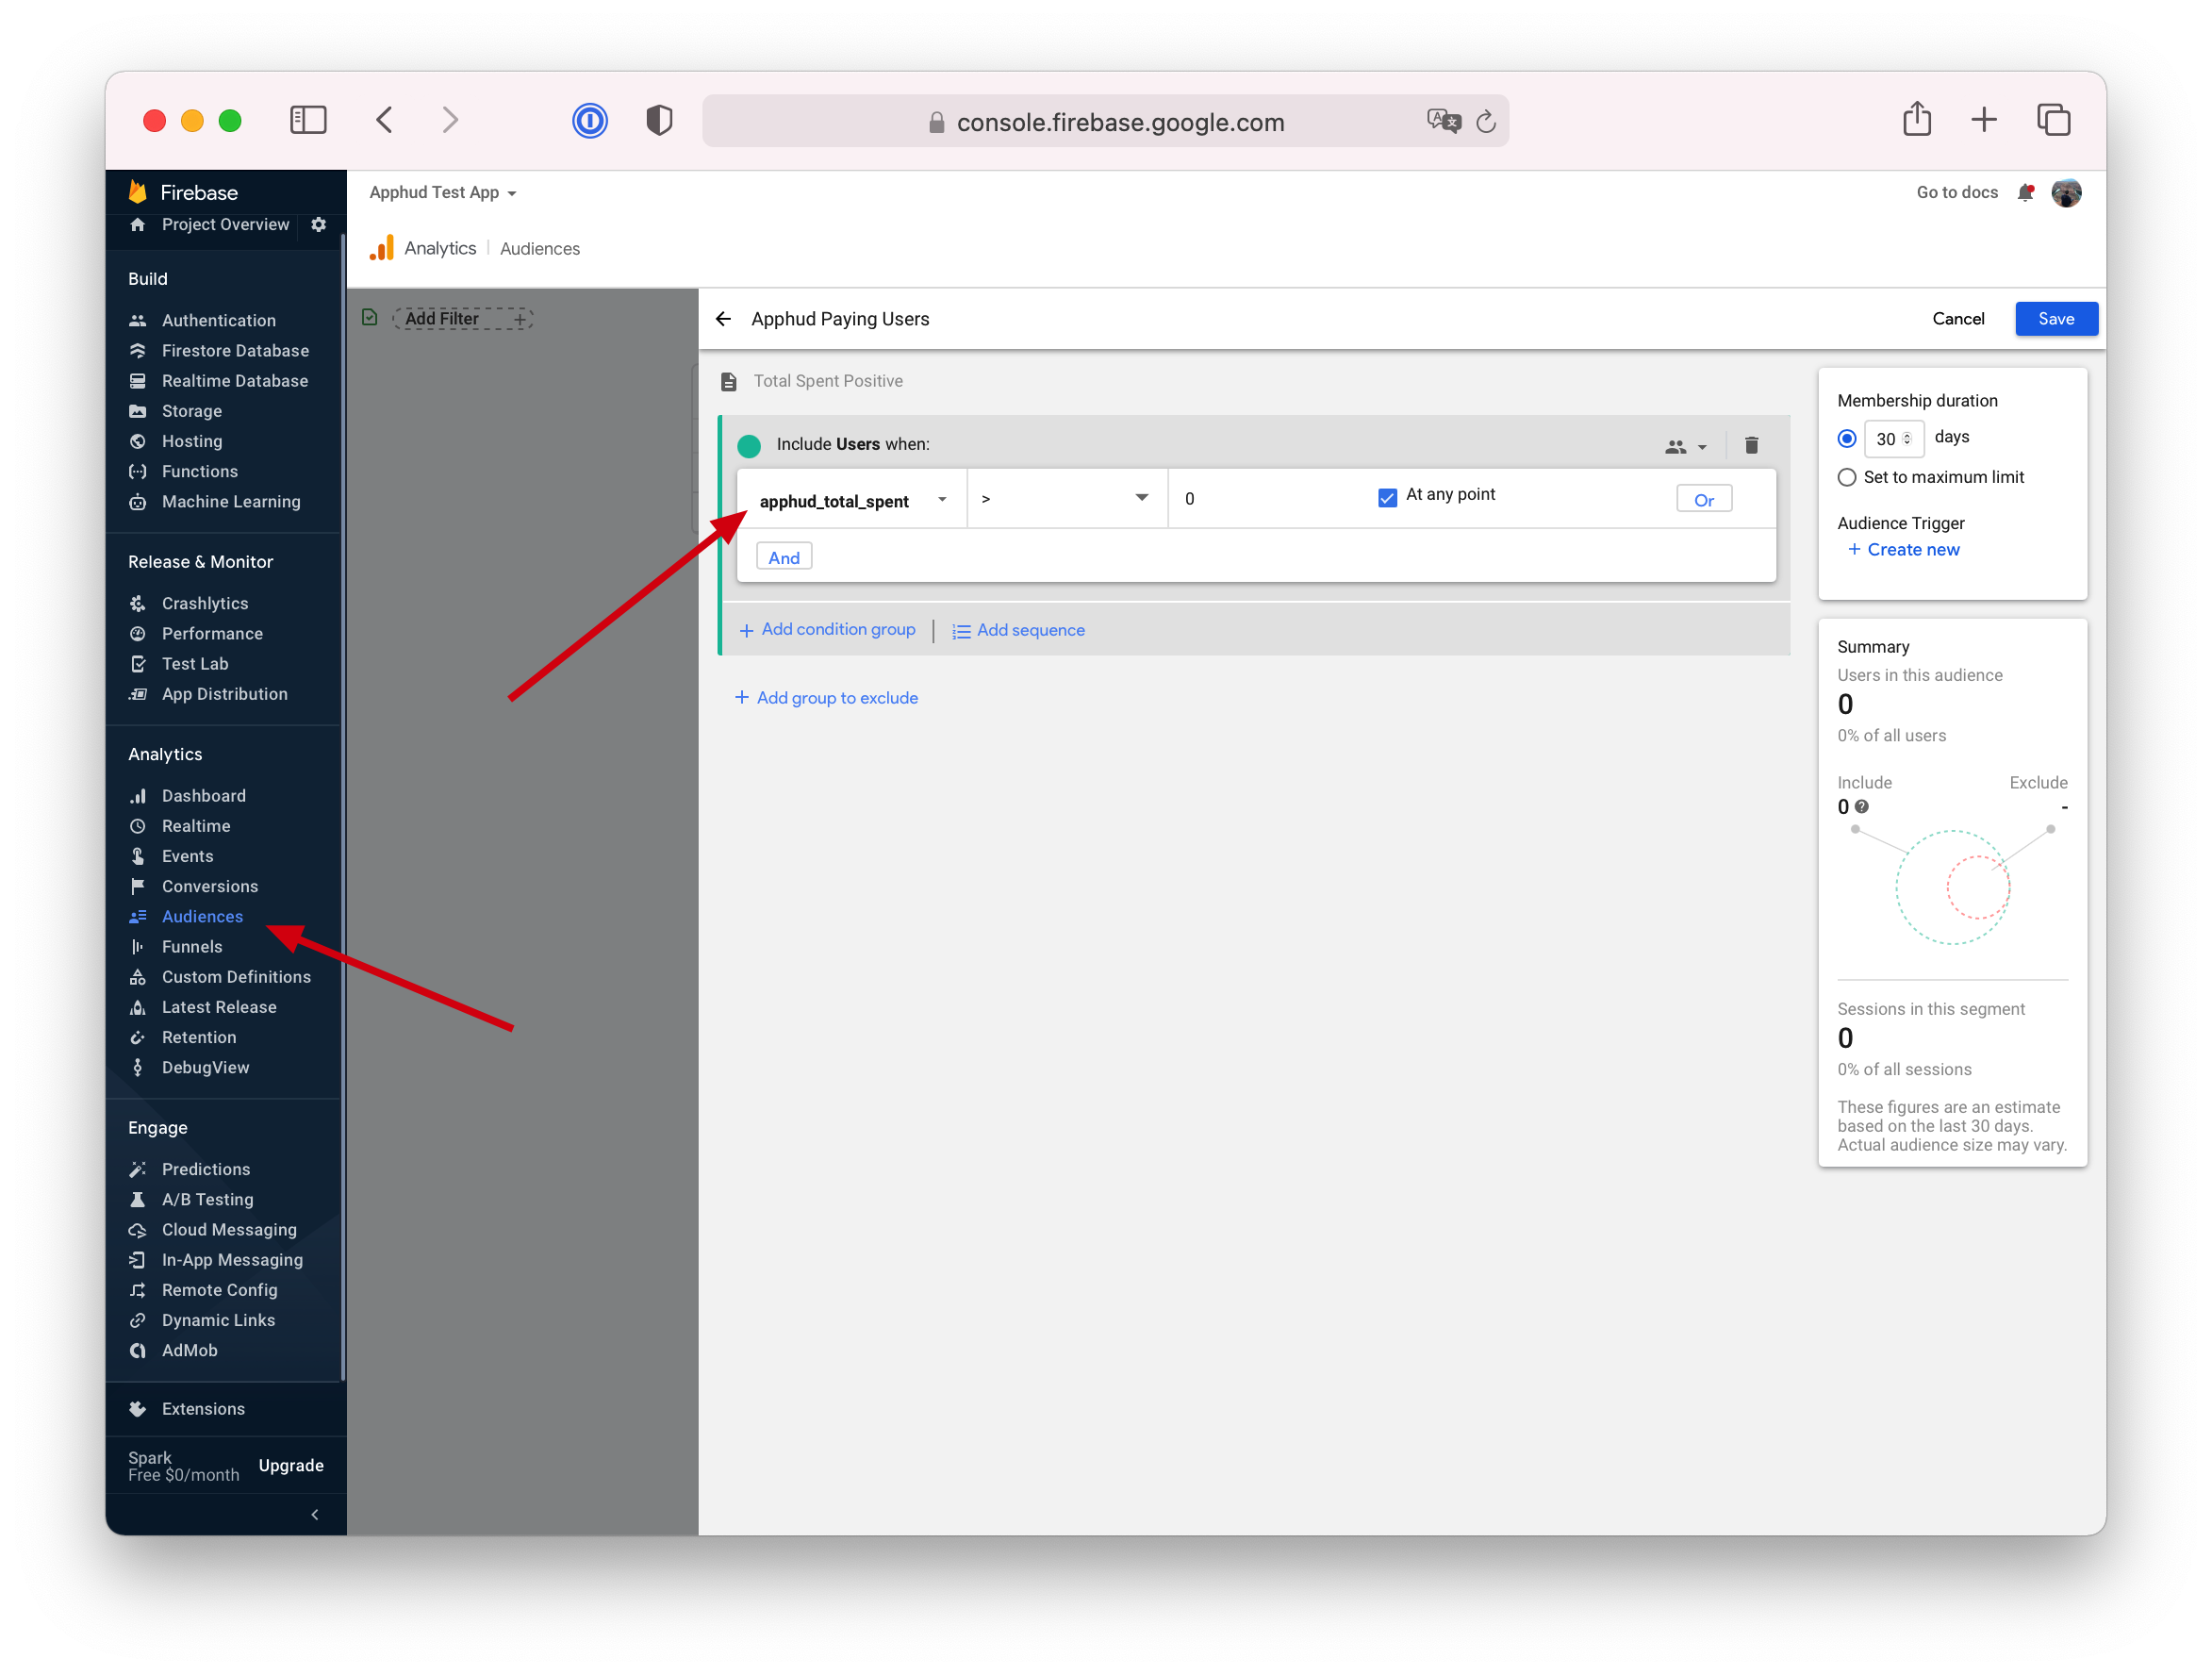 console.firebase.google.com
Firebase
Project Overview
Build
Authentication
Firestore Database
Realtime Database
Storage
Hosting
Functions
Machine Learning
Release & Monitor
Crashlytics
Performance
Test Lab
App Distribution
Analytics
Dashboard
Realtime
Events
Conversions
Audiences
Funnels
Custom Definitions
Latest Release
Retention
DebugView
Engage
Predictions
A/B Testing
Cloud Messaging
In-App Messaging
Remote Config
Dynamic Links
AdMob
Extensions
Spark
Free $0/month
Upgrade
Apphud Test App
Go to docs
Analytics
Audiences
Add Filter +
Apphud Paying Users
Cancel
Save
Total Spent Positive
Include Users when:
apphud_total_spent
>
0
At any point
Or
And
+ Add condition group
Add sequence
+ Add group to exclude
Membership duration
30 days
Set to maximum limit
Audience Trigger
+ Create new
Summary
Users in this audience
0
0% of all users
Include Exclude
0 ? -
Sessions in this segment
0
0% of all sessions
These figures are an estimate
based on the last 30 days.
Actual audience size may vary.